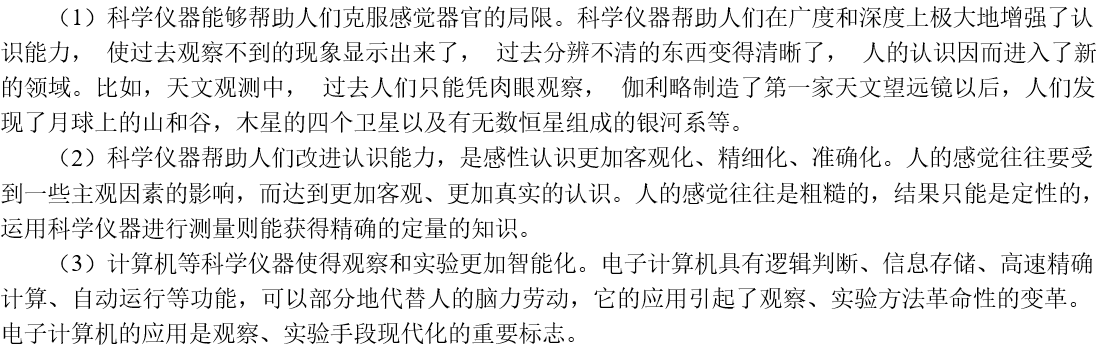 （1）科学仪器能够帮助人们克服感觉器官的局限。科学仪器帮助人们在广度和深度上极大地增强了认
识能力， 使过去观察不到的现象显示出来了， 过去分辨不清的东西变得清晰了， 人的认识因而进入了新
的领域。比如，天文观测中， 过去人们只能凭肉眼观察， 伽利略制造了第一家天文望远镜以后，人们发
现了月球上的山和谷，木星的四个卫星以及有无数恒星组成的银河系等。
（2）科学仪器帮助人们改进认识能力，是感性认识更加客观化、精细化、准确化。人的感觉往往要受
到一些主观因素的影响，而达到更加客观、更加真实的认识。人的感觉往往是粗糙的，结果只能是定性的，
运用科学仪器进行测量则能获得精确的定量的知识。
（3）计算机等科学仪器使得观察和实验更加智能化。电子计算机具有逻辑判断、信息存储、高速精确
计算、自动运行等功能，可以部分地代替人的脑力劳动，它的应用引起了观察、实验方法革命性的变革。
电子计算机的应用是观察、实验手段现代化的重要标志。